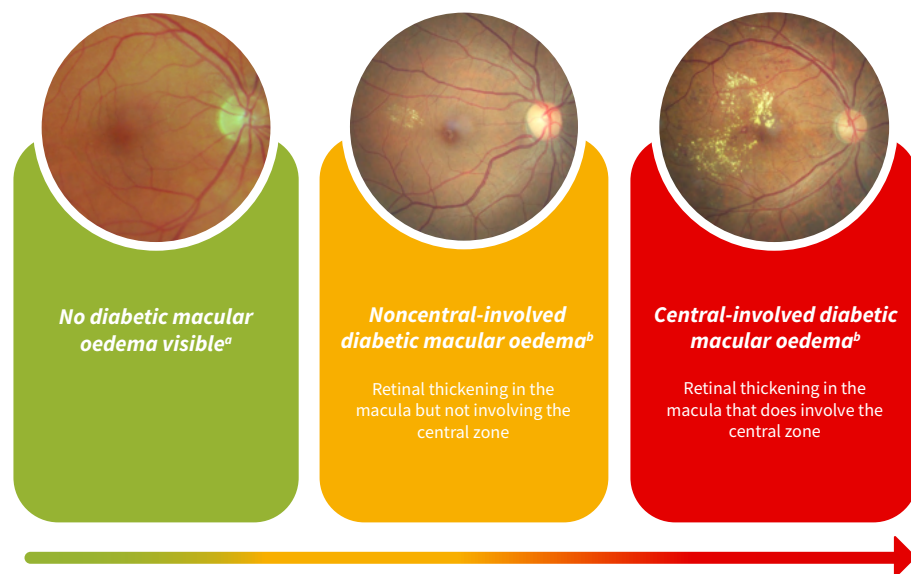 No diabetic macular
oedema visibleª
Noncentral-involved
diabetic macular oedemaᵇ
Retinal thickening in the
macula but not involving the
central zone
Central-involved diabetic
macular oedemaᵇ
Retinal thickening in the
macula that does involve the
central zone